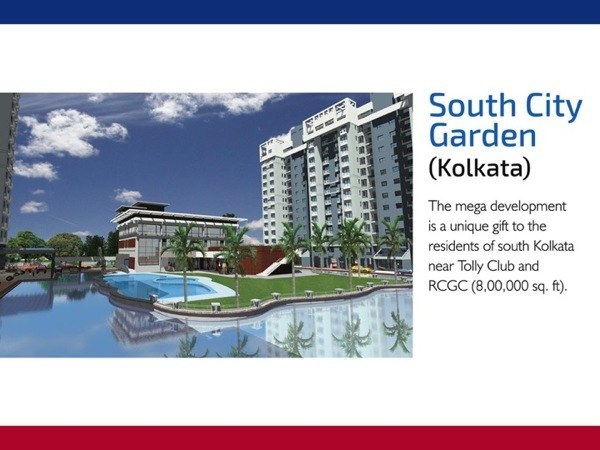 South City
Garden
(Kolkata)
The mega development
is a unique gift to the
residents of south Kolkata
near Tolly Club and
RCGC (8,00,000 sq. ft).